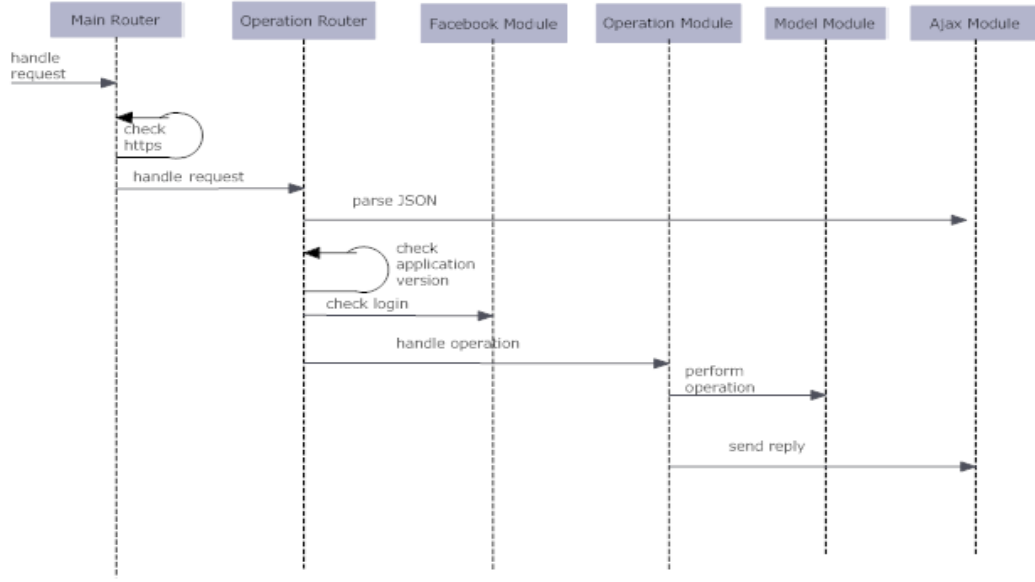 Main Router
Operation Router
Facebook Module
Operation Module
Model Module
Ajax Module
handle
request
check
https
handle request
parse JSON
check
application
version
check login
handle operation
perform
operation
send reply